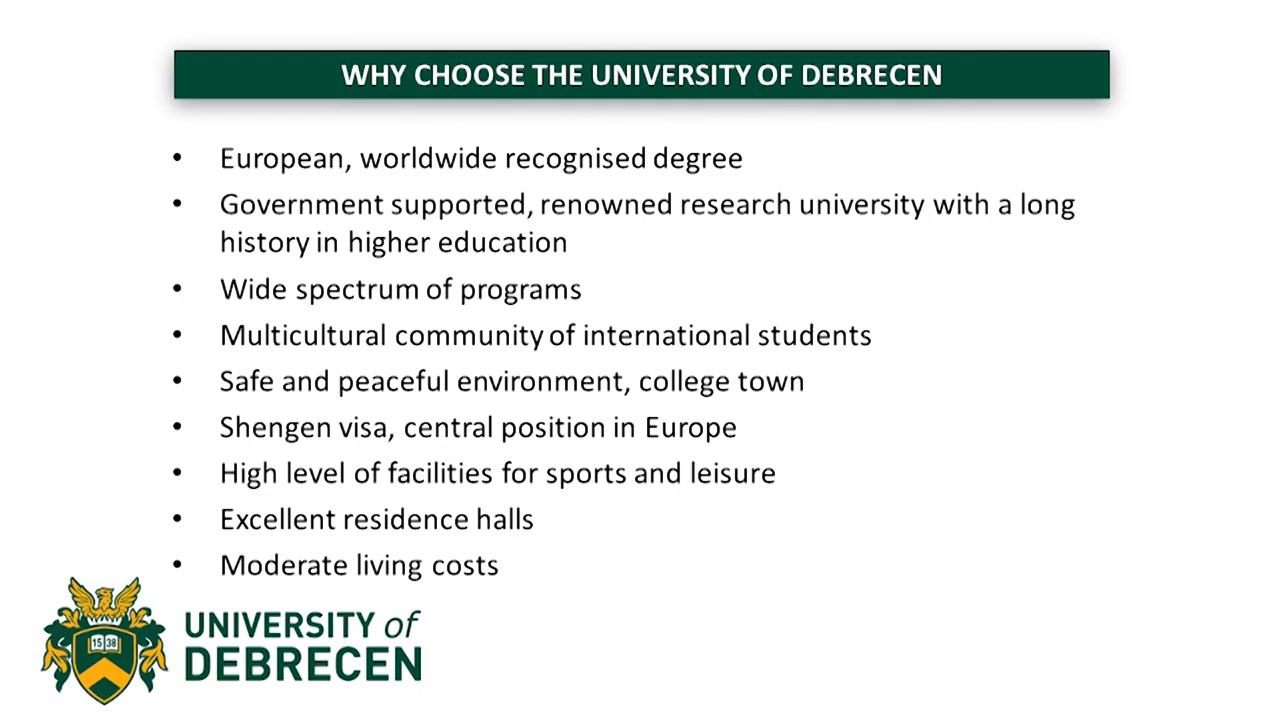 WHY CHOOSE THE UNIVERSITY OF DEBRECEN
• European, worldwide recognised degree
• Government supported, renowned research university with a long
history in higher education
• Wide spectrum of programs
• Multicultural community of international students
• Safe and peaceful environment, college town
• Shengen visa, central position in Europe
• High level of facilities for sports and leisure
• Excellent residence halls
• Moderate living costs
15 38
UNIVERSITY of
DEBRECEN